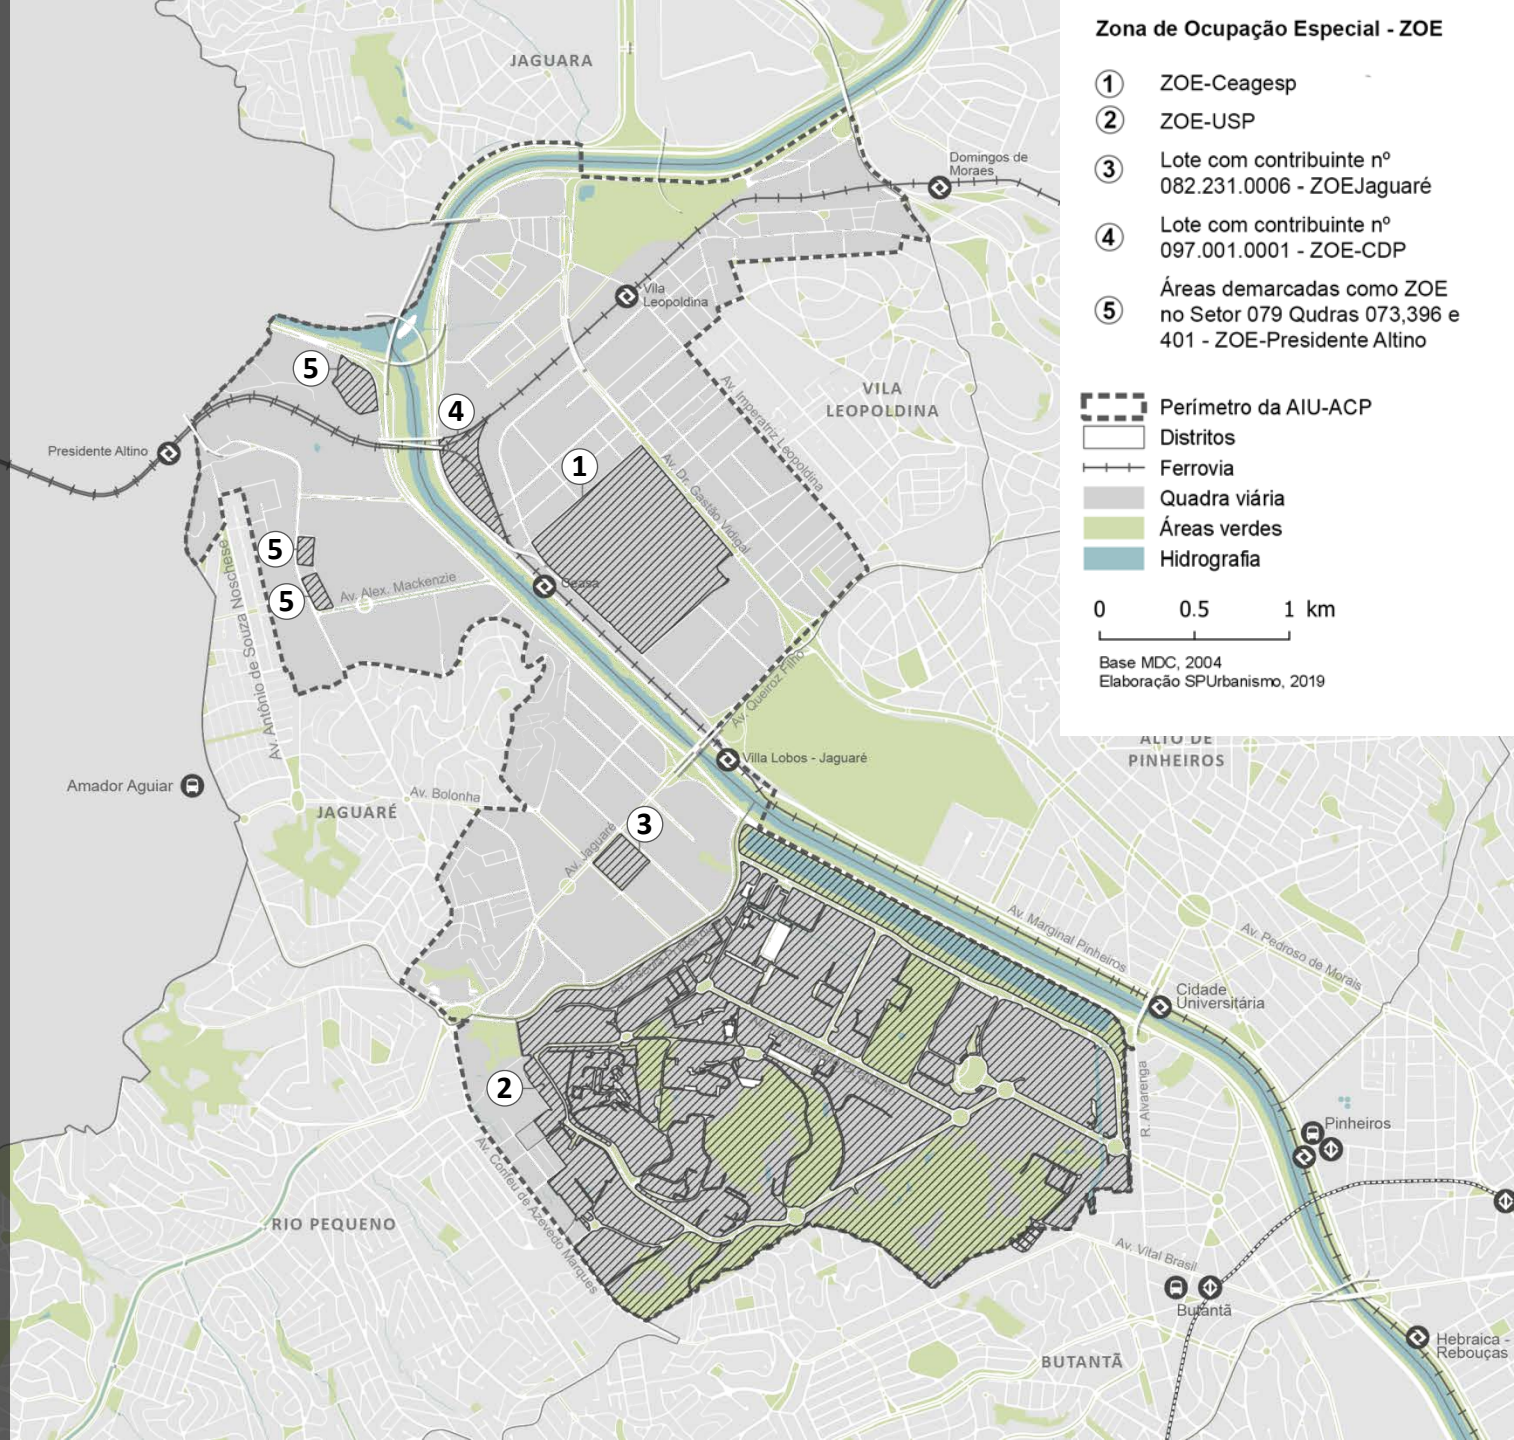 Zona de Ocupação Especial - ZOE
1 ZOE-Ceagesp
2 ZOE-USP
3 Lote com contribuinte nº
082.231.0006 - ZOEJaguaré
4 Lote com contribuinte nº
097.001.0001 - ZOE-CDP
5 Áreas demarcadas como ZOE
no Setor 079 Qudras 073,396 e
401 - ZOE-Presidente Altino
Perímetro da AIU-ACP
Distritos
Ferrovia
Quadra viária
Áreas verdes
Hidrografia
0 0.5 1 km
Base MDC, 2004
Elaboração SPUrbanismo, 2019
JAGUARA
Domingos de
Moraes
Vila
Leopoldina
5
VILA
LEOPOLDINA
Av. Imperatriz Leopoldina
4
Presidente Altino
1
Av. Dr. Gastão Vidigal
5
5
Av. Alex. Mackenzie
Ceasa
Av. Antônio de Souza Noschese
Av. Queiroz Filho
ALTO DE
PINHEIROS
Villa Lobos - Jaguaré
Amador Aguiar
Av. Bolonha
JAGUARÉ
3
Av. Jaguaré
Av. Marginal Pinheiros
Av. Pedroso de Morais
Cidade
Universitária
2
R. Alvarenga
Pinheiros
Av. Corifeu de Azevedo Marques
RIO PEQUENO
Av. Vital Brasil
Butantã
Hebraica -
Rebouças
BUTANTÃ